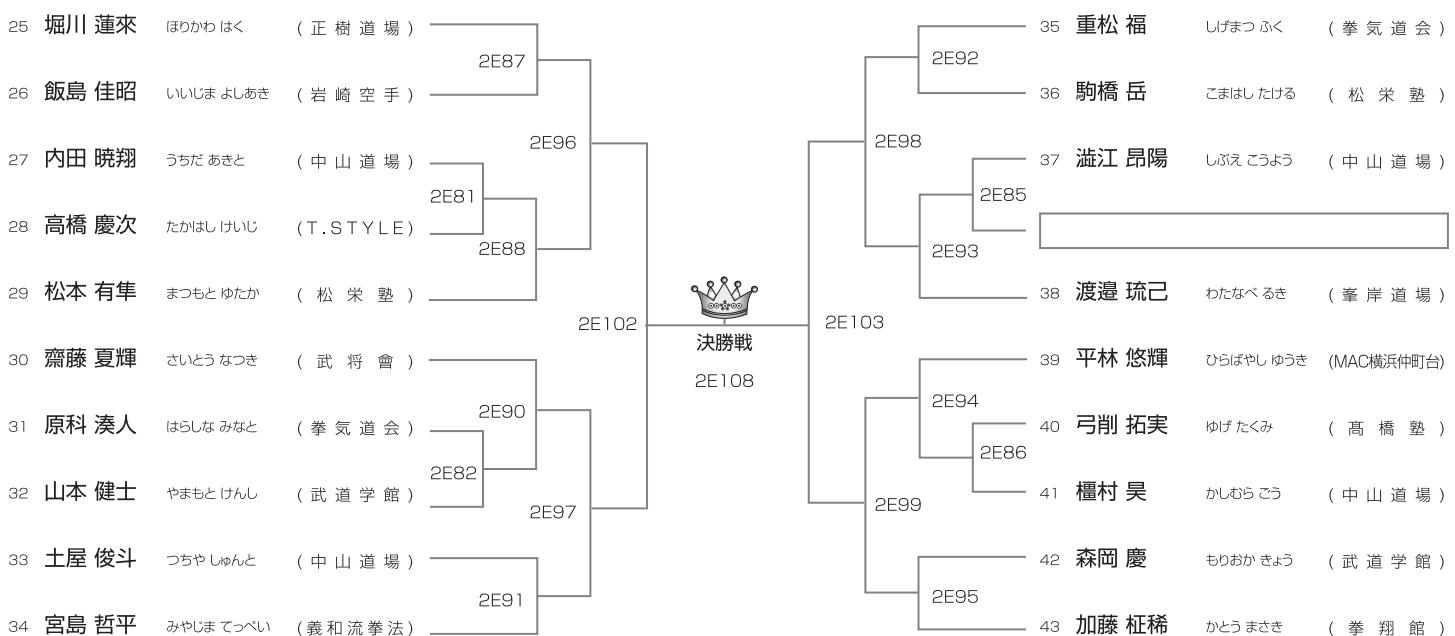 25 堀川 蓮來 ほりかわ はく (正樹道場)
2E87
26 飯島 佳昭 いいじま よしあき (岩崎空手)
2E96
27 内田 暁翔 うちだ あきと (中山道場)
2E81
28 高橋 慶次 たかはし けいじ (T.STYLE)
2E88
29 松本 有隼 まつもと ゆたか (松栄塾)
2E102
30 齋藤 夏輝 さいとう なつき (武将會)
2E90
31 原科 湊人 はらしな みなと (拳気道会)
2E82
32 山本 健士 やまもと けんし (武道学館)
2E97
33 土屋 俊斗 つちや しゅんと (中山道場)
2E91
34 宮島 哲平 みやじま てっぺい (義和流拳法)
決勝戦
2E108
35 重松 福 しげまつ ふく (拳気道会)
2E92
36 駒橋 岳 こまはし たける (松栄塾)
2E98
37 澁江 昂陽 しぶえ こうよう (中山道場)
2E85
2E93
38 渡邉 琉己 わたなべ るき (峯岸道場)
2E103
39 平林 悠輝 ひらばやし ゆうき (MAC横浜仲町台)
2E94
40 弓削 拓実 ゆげ たくみ (髙橋塾)
2E86
41 橿村 昊 かしむら ごう (中山道場)
2E99
42 森岡 慶 もりおか きょう (武道学館)
2E95
43 加藤 柾稀 かとう まさき (拳翔館)